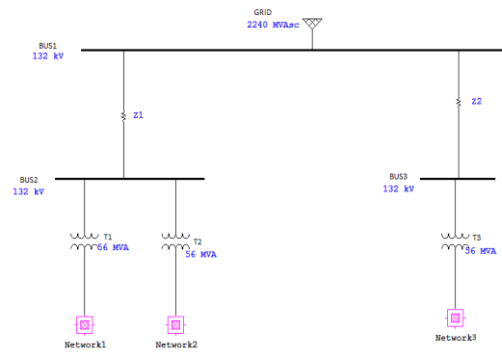 GRID
2240 MVAsc
BUS1
132 kV
Z1
Z2
BUS2
132 kV
BUS3
132 kV
T1
56 MVA
T2
56 MVA
T3
56 MVA
Network1
Network2
Network3